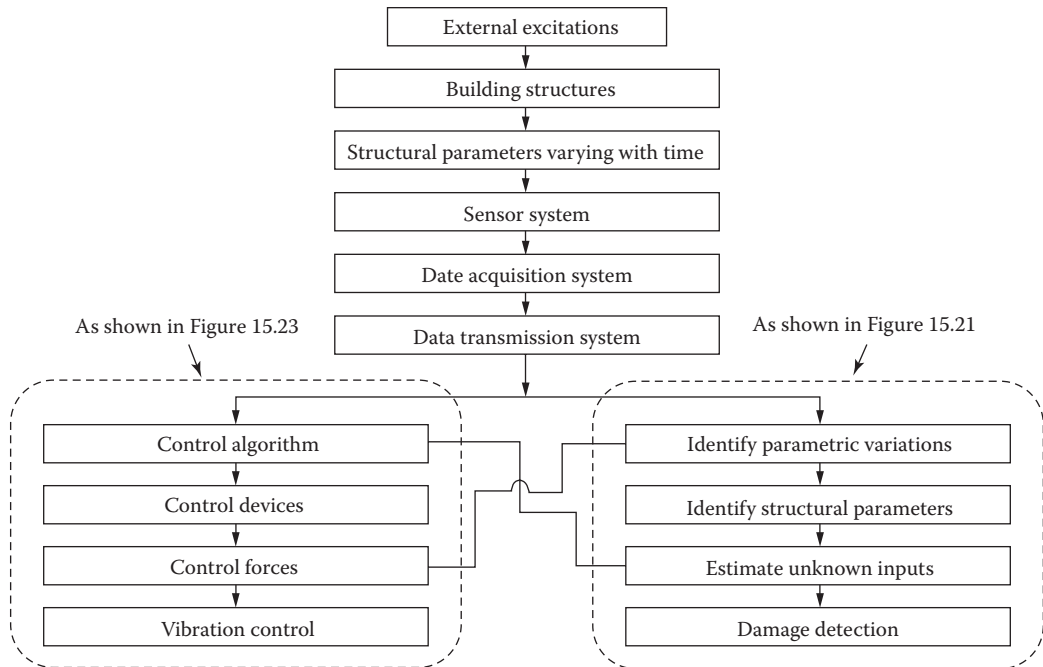 External excitations
Building structures
Structural parameters varying with time
Sensor system
Date acquisition system
Data transmission system
As shown in Figure 15.23
As shown in Figure 15.21
Control algorithm
Control devices
Control forces
Vibration control
Identify parametric variations
Identify structural parameters
Estimate unknown inputs
Damage detection